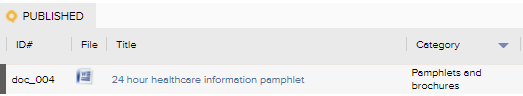 PUBLISHED
ID# File Title Category
doc_004 24 hour healthcare information pamphlet Pamphlets and
brochures